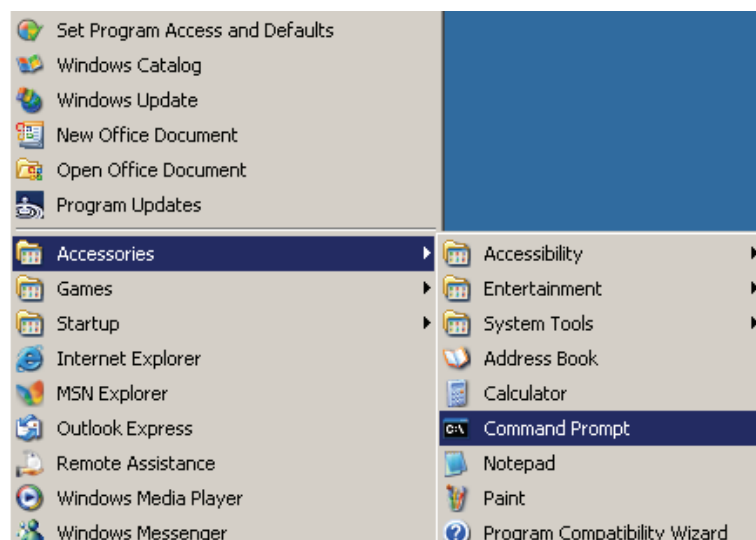 Set Program Access and Defaults
Windows Catalog
Windows Update
New Office Document
Open Office Document
Program Updates
Accessories
Games
Startup
Internet Explorer
MSN Explorer
Outlook Express
Remote Assistance
Windows Media Player
Windows Messenger
Accessibility
Entertainment
System Tools
Address Book
Calculator
C:\ Command Prompt
Notepad
Paint
Program Compatibility Wizard